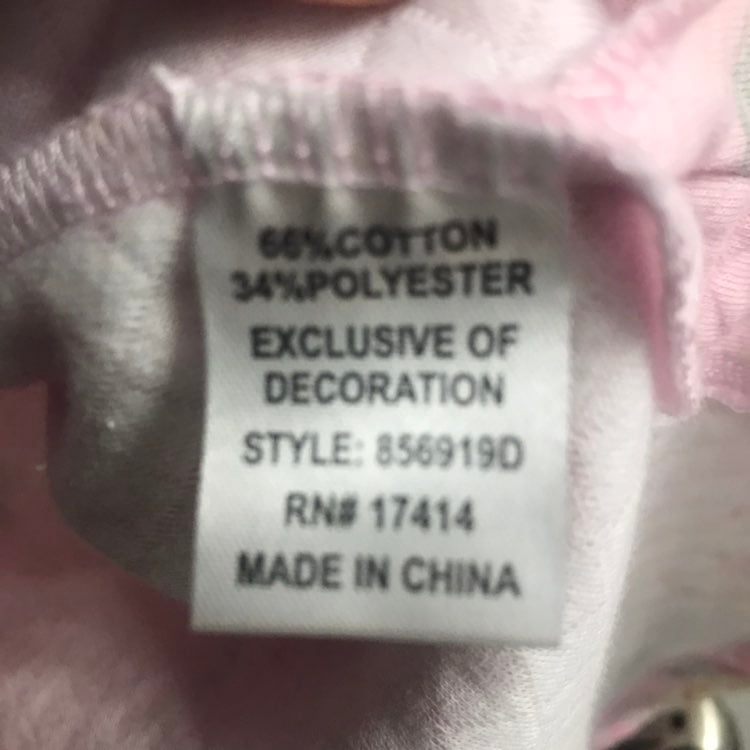 66%COTTON
34%POLYESTER
EXCLUSIVE OF
DECORATION
STYLE: 856919D
RN# 17414
MADE IN CHINA